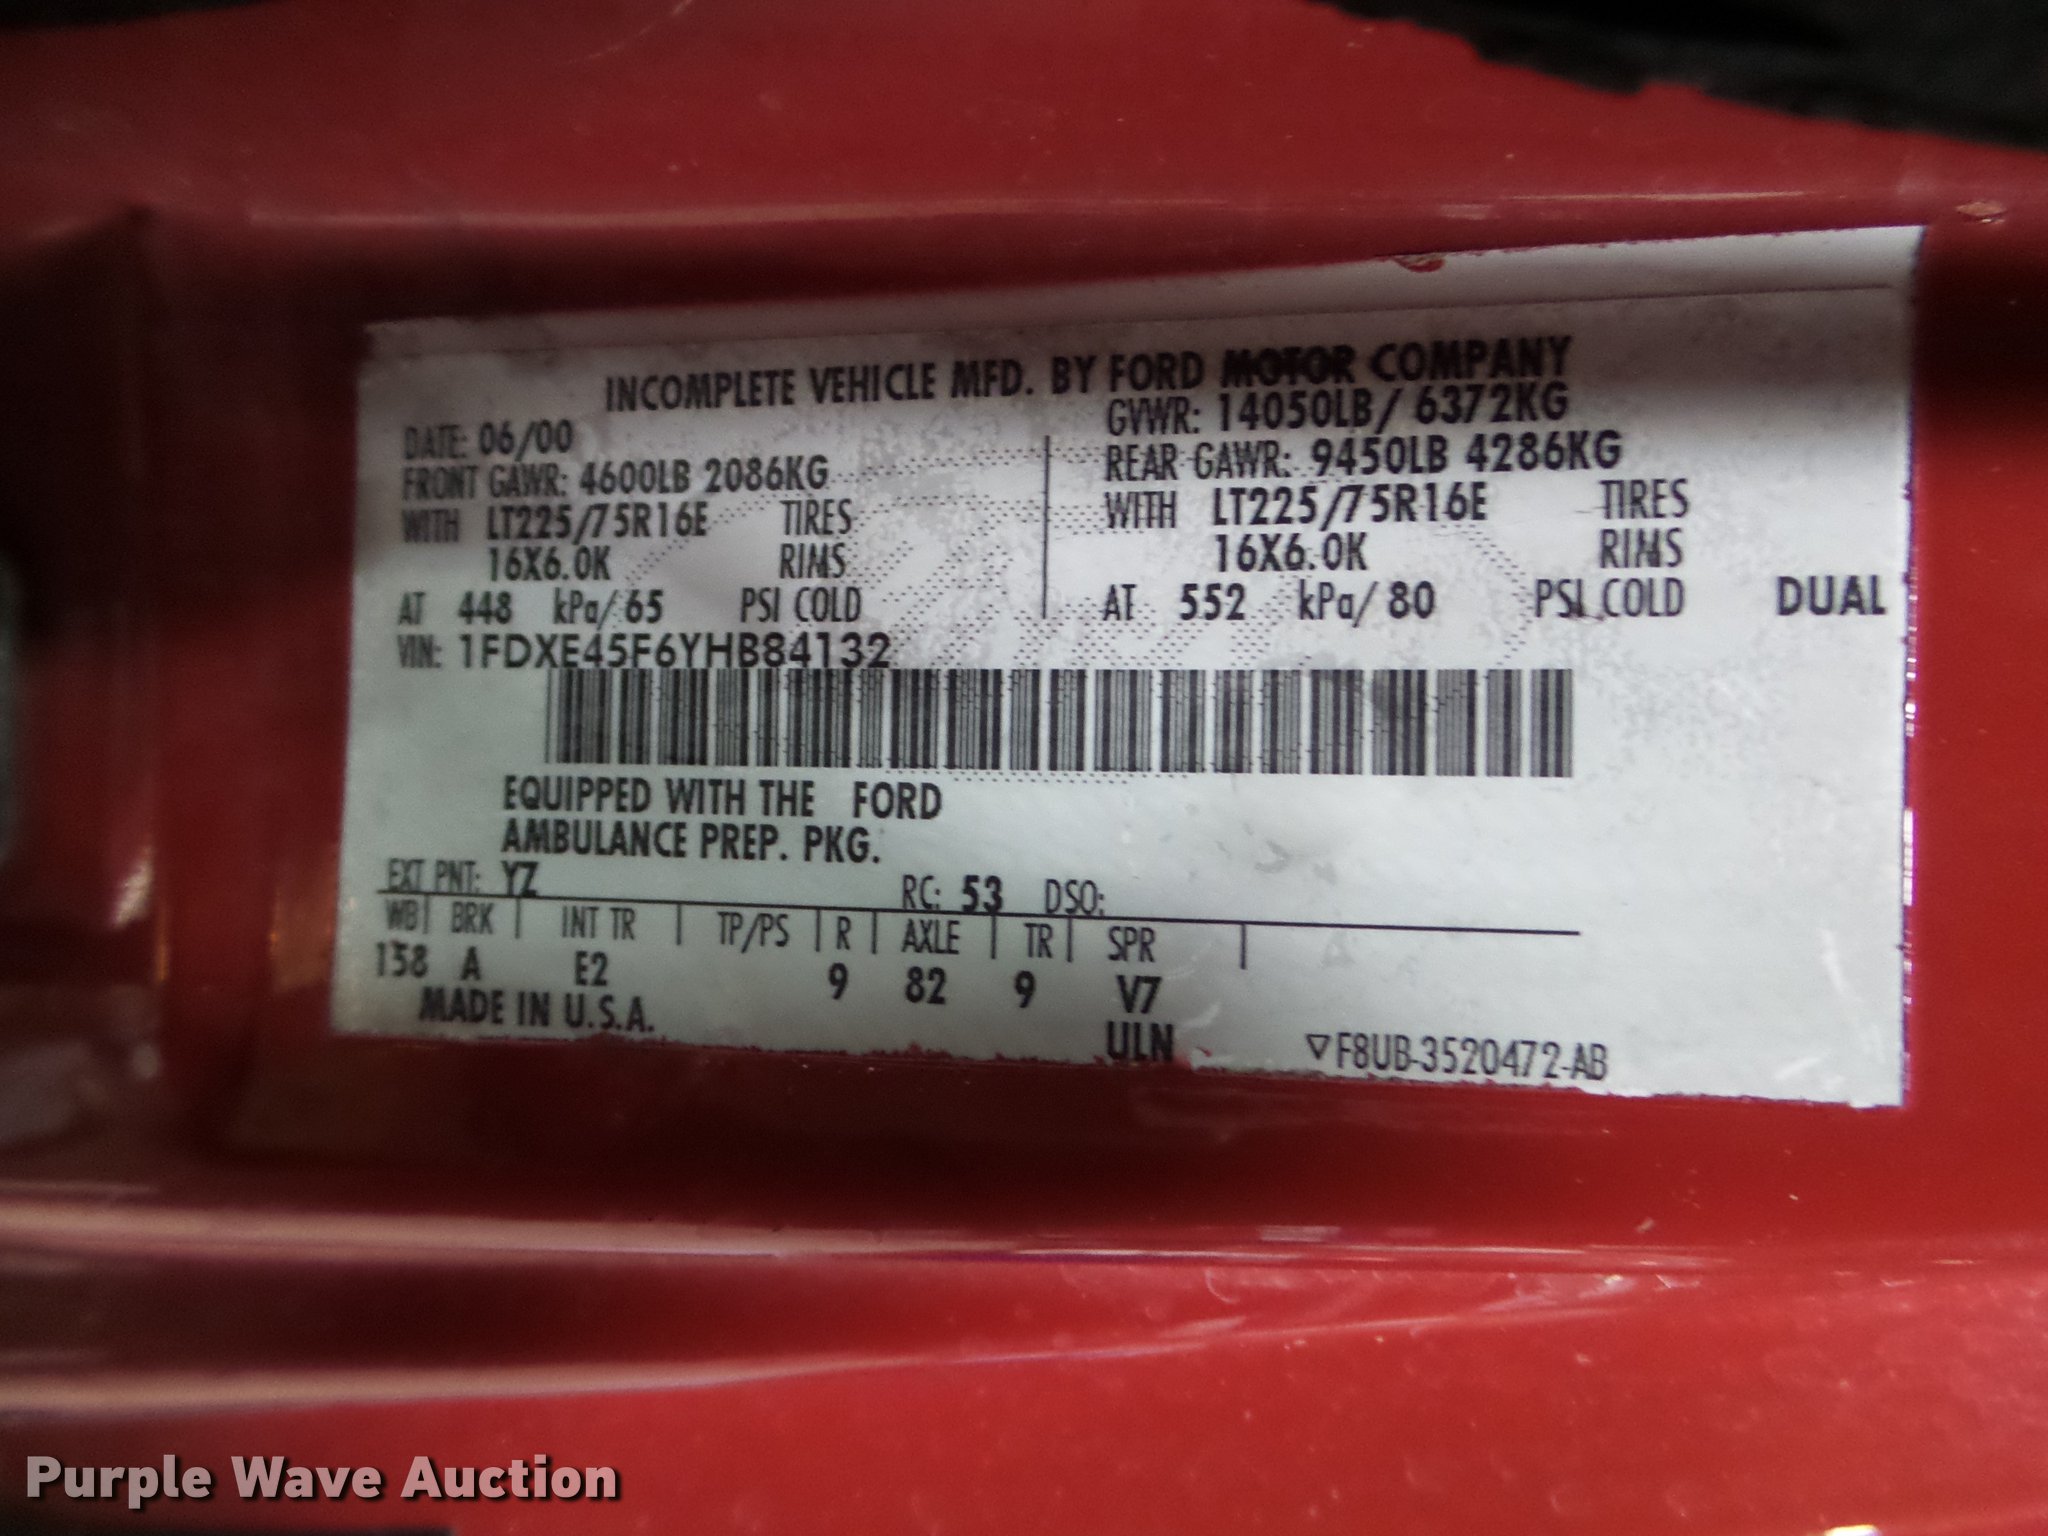 INCOMPLETE VEHICLE MFD. BY FORD MOTOR COMPANY
DATE: 06/00
GVWR: 14050LB/ 6372KG
FRONT GAWR: 4600LB 2086KG
REAR GAWR: 9450LB 4286KG
WITH LT225/75R16E TIRES
WITH LT225/75R16E TIRES
16X6.0K RIMS
16X6.0K RIMS
AT 448 kPa/ 65 PSI COLD
AT 552 kPa/ 80 PSI COLD DUAL
VIN: 1FDXE45F6YHB84132
EQUIPPED WITH THE FORD
AMBULANCE PREP. PKG.
EXT PNT: YZ RC: 53 DSO:
WB | BRK | INT TR | TP/PS | R | AXLE | TR | SPR |
158 A E2 9 82 9 V7
MADE IN U.S.A. ULN ▽F8UB-3520472-AB
Purple Wave Auction